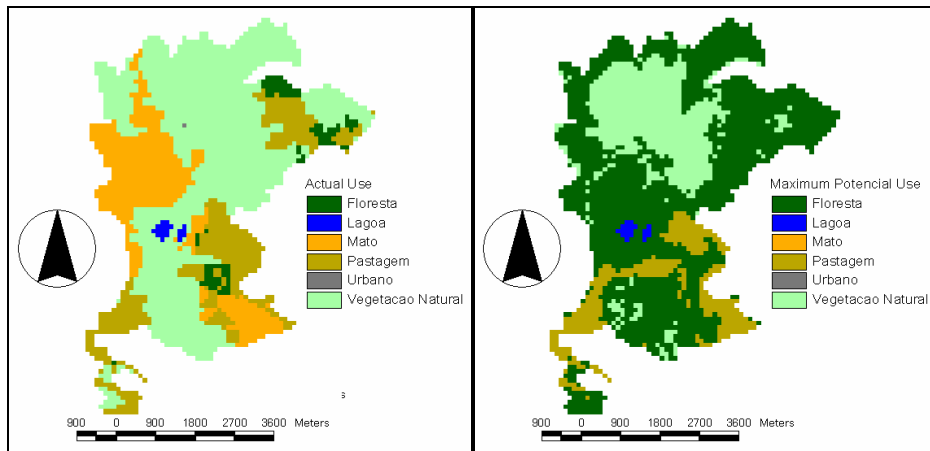 Actual Use
Floresta
Lagoa
Mato
Pastagem
Urbano
Vegetacao Natural
s
900 0 900 1800 2700 3600 Meters
Maximum Potencial Use
Floresta
Lagoa
Mato
Pastagem
Urbano
Vegetacao Natural
900 0 900 1800 2700 3600 Meters